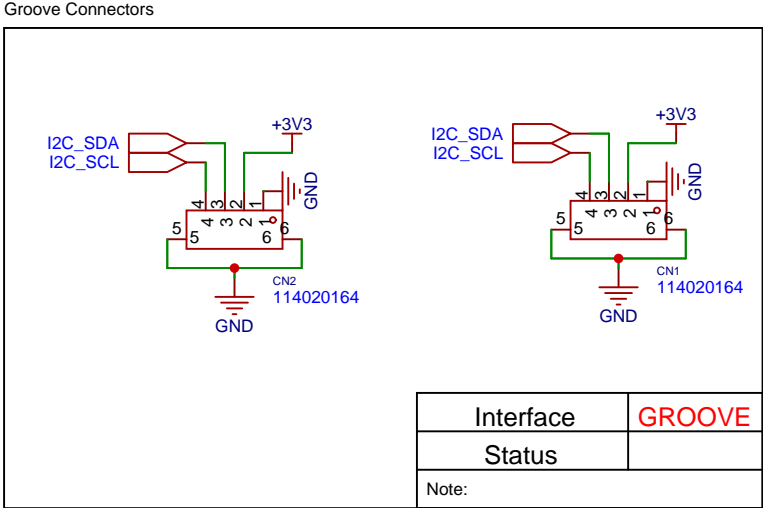 Groove Connectors
I2C_SDA
I2C_SCL
+3V3
GND
4 3 2 1
4 3 2 1
5 5 6 6
CN2
114020164
GND
I2C_SDA
I2C_SCL
+3V3
GND
4 3 2 1
4 3 2 1
5 5 6 6
CN1
114020164
GND
Interface GROOVE
Status
Note: